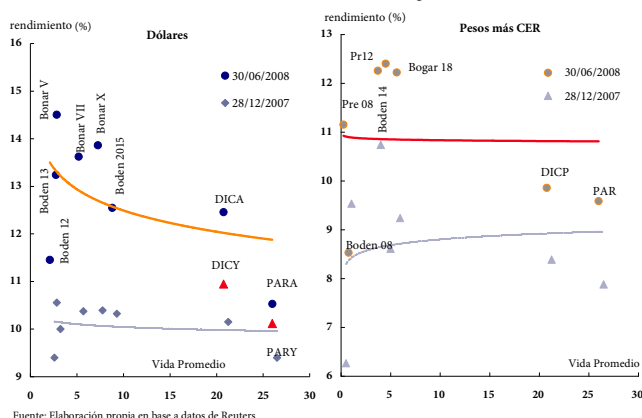 rendimiento (%)
Dólares
16
15
14
13
12
11
10
9
0
5
10
15
20
25
30
Bonar V
Bonar VII
Bonar X
Boden 2015
Boden 13
Boden 12
30/06/2008
28/12/2007
DICA
DICY
PARA
PARY
Vida Promedio
rendimiento (%)
Pesos más CER
13
12
11
10
9
8
7
6
0
5
10
15
20
25
30
Pr12
Bogar 18
Pre 08
Boden 14
30/06/2008
28/12/2007
DICP
PAR
Boden 08
Vida Promedio
Fuente: Elaboración propia en base a datos de Reuters